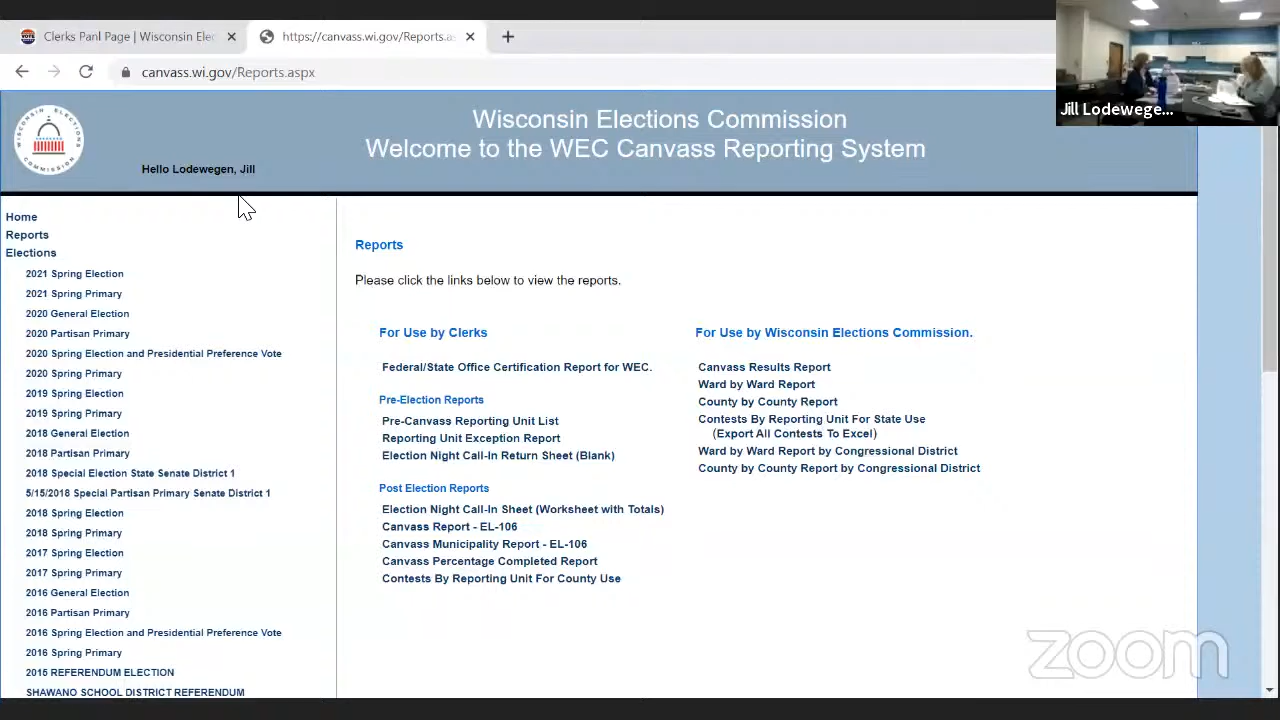 Clerks Panl Page | Wisconsin Elec
https://canvass.wi.gov/Reports.as
canvass.wi.gov/Reports.aspx
Jill Lodewege...
WISCONSIN ELECTIONS
COMMISSION
Wisconsin Elections Commission
Welcome to the WEC Canvass Reporting System
Hello Lodewegen, Jill
Home
Reports
Elections
2021 Spring Election
2021 Spring Primary
2020 General Election
2020 Partisan Primary
2020 Spring Election and Presidential Preference Vote
2020 Spring Primary
2019 Spring Election
2019 Spring Primary
2018 General Election
2018 Partisan Primary
2018 Special Election State Senate District 1
5/15/2018 Special Partisan Primary Senate District 1
2018 Spring Election
2018 Spring Primary
2017 Spring Election
2017 Spring Primary
2016 General Election
2016 Partisan Primary
2016 Spring Election and Presidential Preference Vote
2016 Spring Primary
2015 REFERENDUM ELECTION
SHAWANO SCHOOL DISTRICT REFERENDUM
Reports
Please click the links below to view the reports.
For Use by Clerks
Federal/State Office Certification Report for WEC.
Pre-Election Reports
Pre-Canvass Reporting Unit List
Reporting Unit Exception Report
Election Night Call-In Return Sheet (Blank)
Post Election Reports
Election Night Call-In Sheet (Worksheet with Totals)
Canvass Report - EL-106
Canvass Municipality Report - EL-106
Canvass Percentage Completed Report
Contests By Reporting Unit For County Use
For Use by Wisconsin Elections Commission.
Canvass Results Report
Ward by Ward Report
County by County Report
Contests By Reporting Unit For State Use
(Export All Contests To Excel)
Ward by Ward Report by Congressional District
County by County Report by Congressional District
zoom